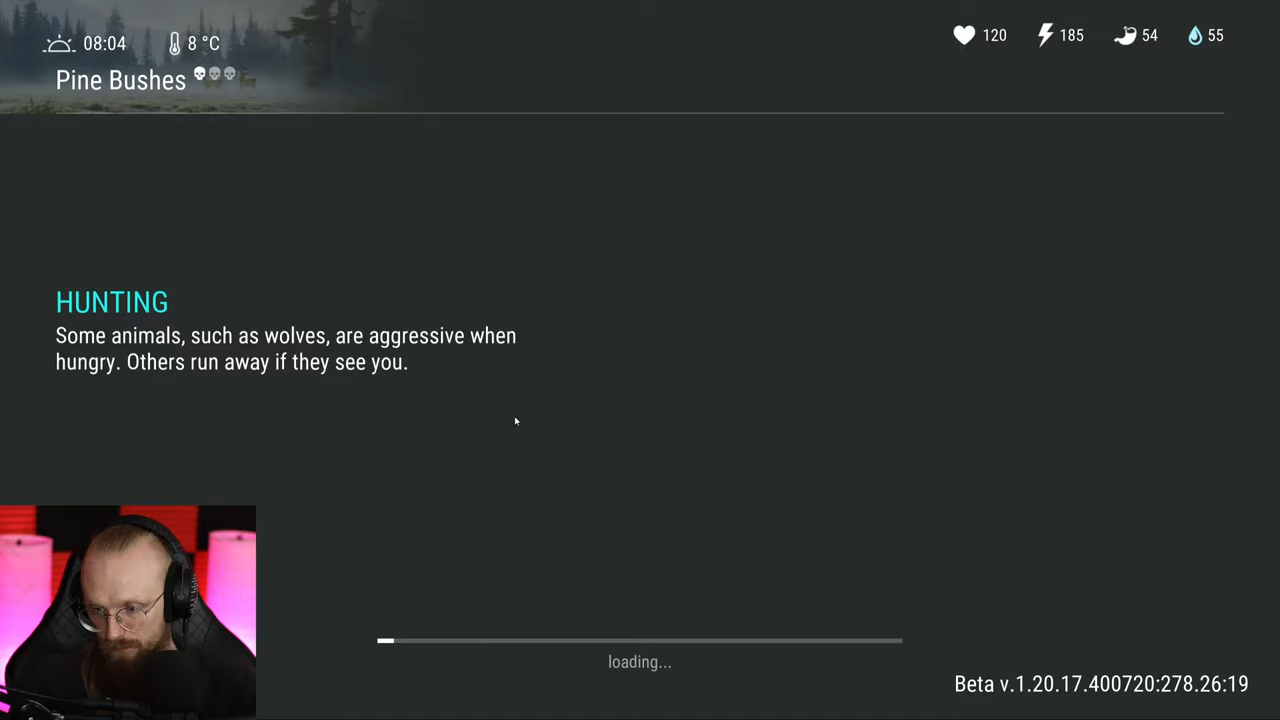 08:04 8 °C
120 185 54 55
Pine Bushes
HUNTING
Some animals, such as wolves, are aggressive when
hungry. Others run away if they see you.
loading...
Beta v.1.20.17.400720:278.26:19